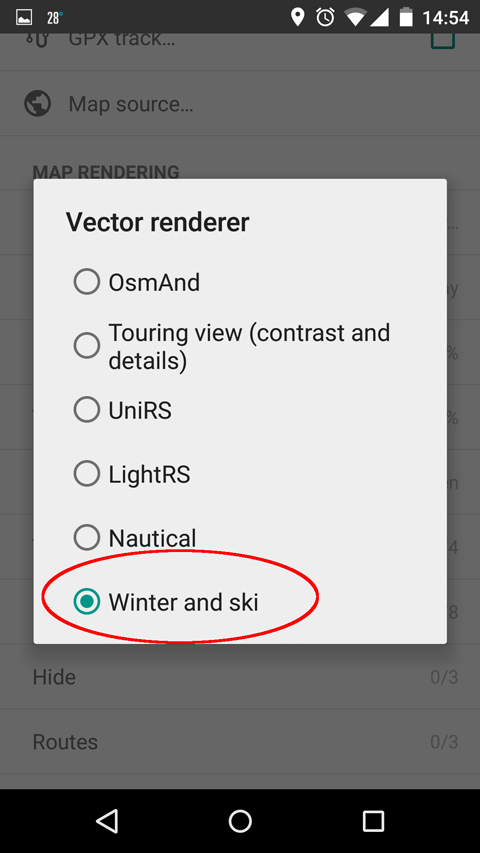 28°
14:54
GPX track...
Map source...
MAP RENDERING
Vector renderer
OsmAnd
Touring view (contrast and
details)
UniRS
LightRS
Nautical
Winter and ski
Hide 0/3
Routes 0/3